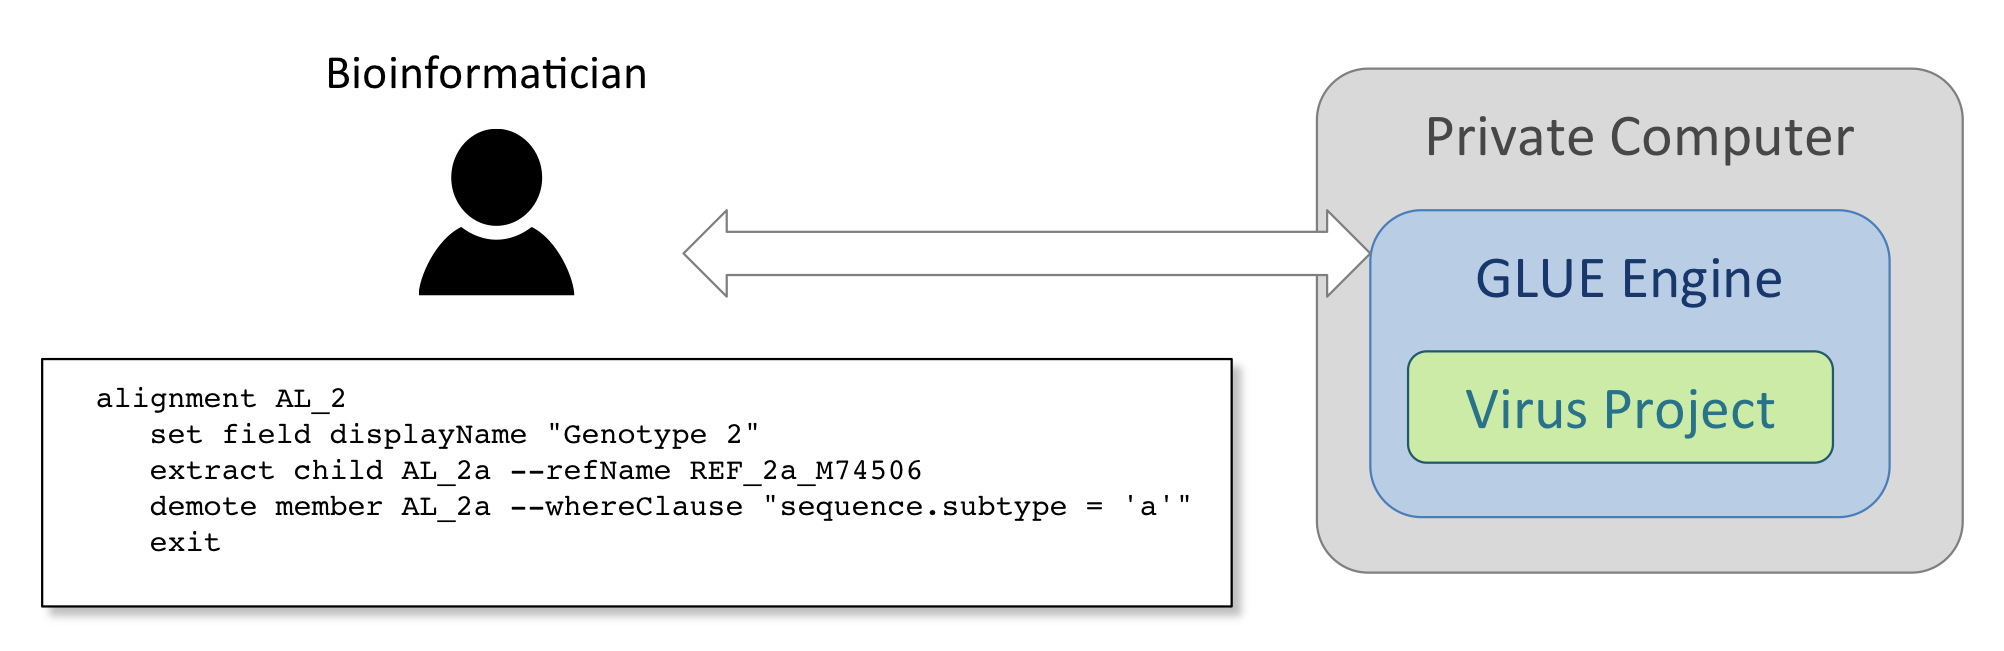 Bioinformatician
alignment AL_2
set field displayName "Genotype 2"
extract child AL_2a --refName REF_2a_M74506
demote member AL_2a --whereClause "sequence.subtype = 'a'"
exit
Private Computer
GLUE Engine
Virus Project